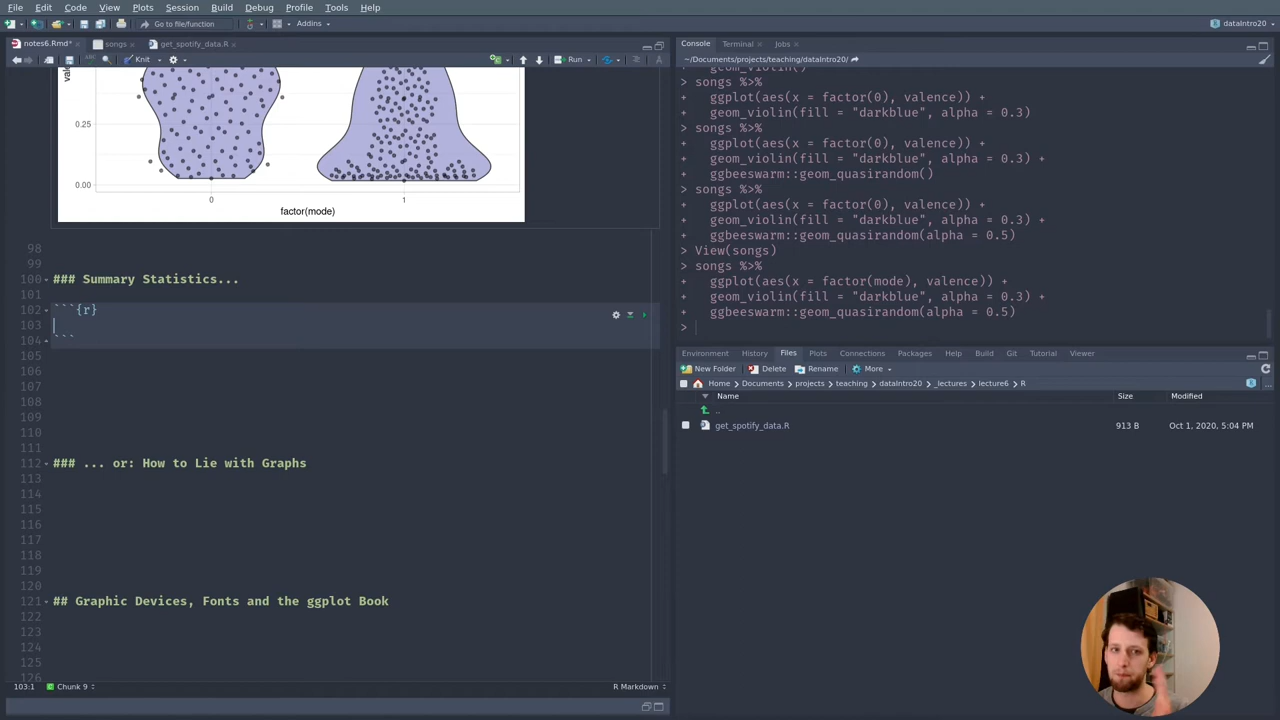 File Edit Code View Plots Session Build Debug Profile Tools Help
Go to file/function Addins dataIntro20
notes6.Rmd* songs get_spotify_data.R
Knit Run
0.25
0.00
0 1
factor(mode)
98
99
100 ### Summary Statistics...
101
102 ```{r}
103
104 ```
105
106
107
108
109
110
111
112 ### ... or: How to Lie with Graphs
113
114
115
116
117
118
119
120
121 ## Graphic Devices, Fonts and the ggplot Book
122
123
124
125
126
103:1 Chunk 9 R Markdown
Console Terminal Jobs
~/Documents/projects/teaching/dataIntro20/
+ geom_violin()
> songs %>%
+ ggplot(aes(x = factor(0), valence)) +
+ geom_violin(fill = "darkblue", alpha = 0.3)
> songs %>%
+ ggplot(aes(x = factor(0), valence)) +
+ geom_violin(fill = "darkblue", alpha = 0.3) +
+ ggbeeswarm::geom_quasirandom()
> songs %>%
+ ggplot(aes(x = factor(0), valence)) +
+ geom_violin(fill = "darkblue", alpha = 0.3) +
+ ggbeeswarm::geom_quasirandom(alpha = 0.5)
> View(songs)
> songs %>%
+ ggplot(aes(x = factor(mode), valence)) +
+ geom_violin(fill = "darkblue", alpha = 0.3) +
+ ggbeeswarm::geom_quasirandom(alpha = 0.5)
>
Environment History Files Plots Connections Packages Help Build Git Tutorial Viewer
New Folder Delete Rename More
Home Documents projects teaching dataIntro20 _lectures lecture6 R
Name Size Modified
..
get_spotify_data.R 913 B Oct 1, 2020, 5:04 PM